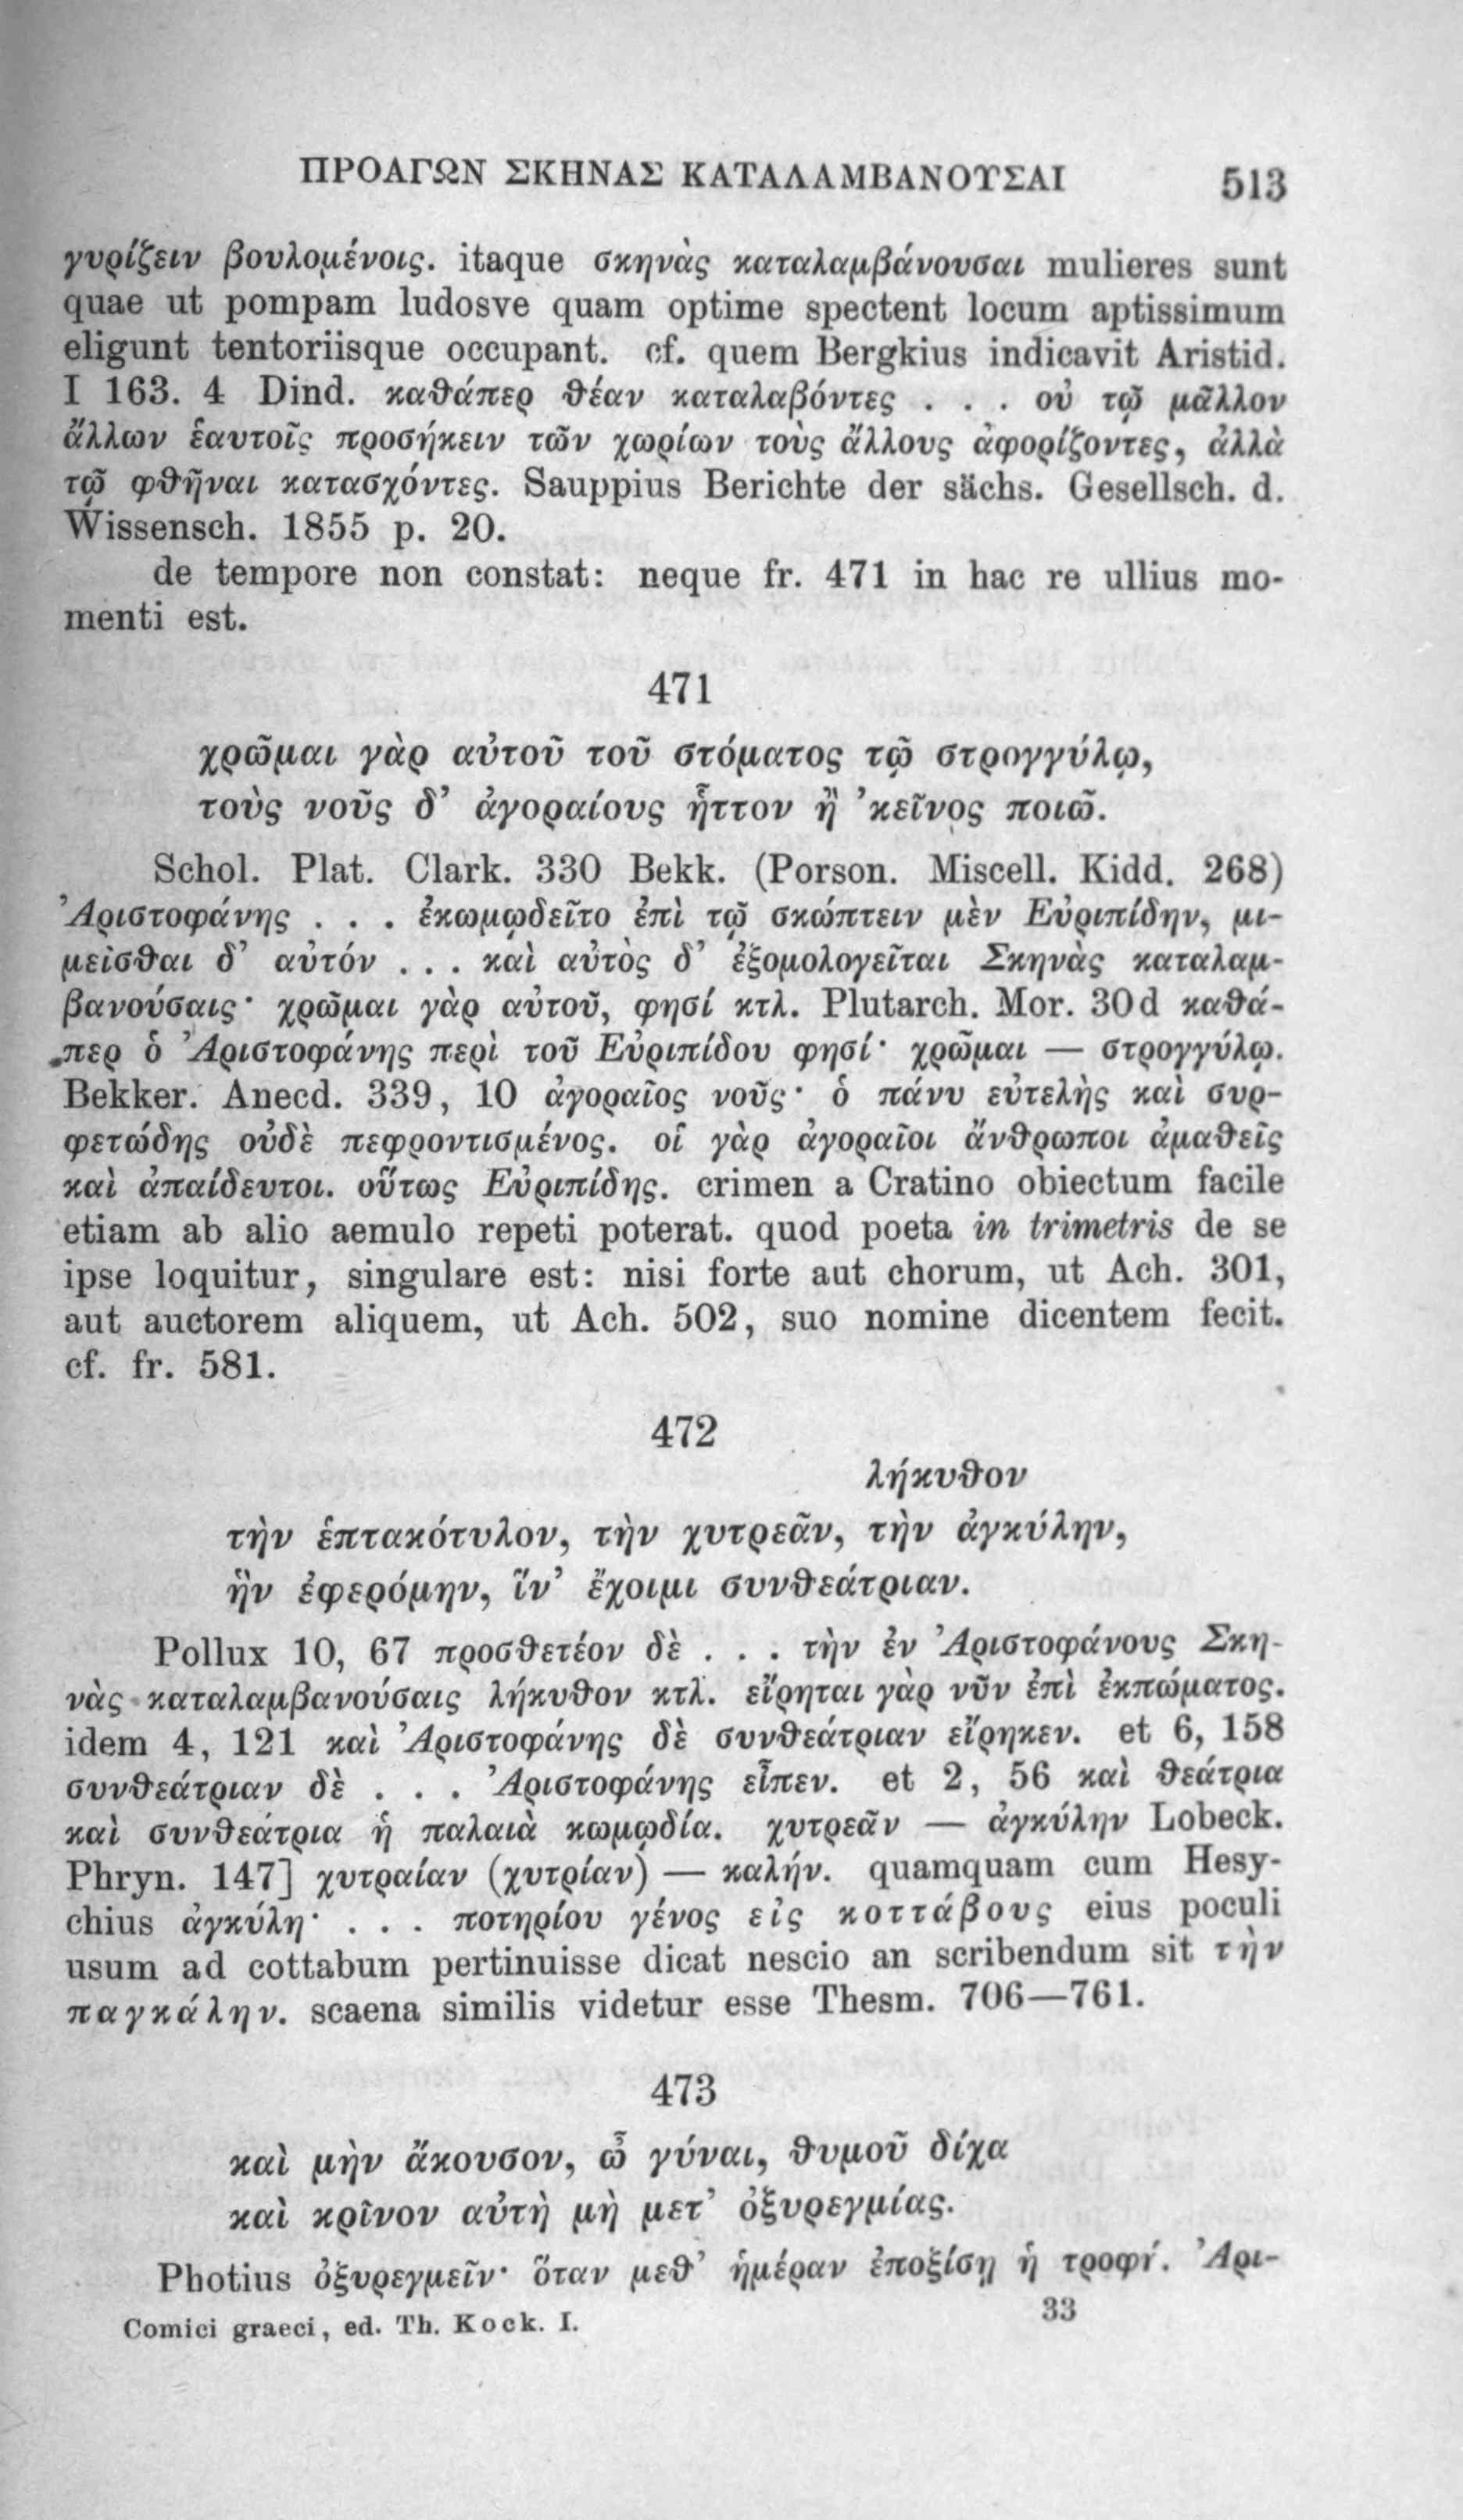 ΠΡΟΑΓΩΝ ΣΚΗΝΑΣ ΚΑΤΑΛΑΜΒΑΝΟΥΣΑΙ 513
γυρίζειν βουλομένοις. itaque σκηνὰς καταλαμβάνουσαι mulieres sunt
quae ut pompam ludosve quam optime spectent locum aptissimum
eligunt tentoriisque occupant. cf. quem Bergkius indicavit Aristid.
I 163. 4 Dind. καθάπερ θέαν καταλαβόντες . . . οὐ τῷ μᾶλλον
ἄλλων ἑαυτοῖς προσήκειν τῶν χωρίων τοὺς ἄλλους ἀφορίζοντες, ἀλλὰ
τῷ φθῆναι κατασχόντες. Sauppius Berichte der sächs. Gesellsch. d.
Wissensch. 1855 p. 20.
de tempore non constat: neque fr. 471 in hac re ullius mo-
menti est.
471
χρῶμαι γὰρ αὐτοῦ τοῦ στόματος τῷ στρογγύλῳ,
τοὺς νοῦς δ’ ἀγοραίους ἧττον ἢ ’κεῖνος ποιῶ.
Schol. Plat. Clark. 330 Bekk. (Porson. Miscell. Kidd. 268)
Ἀριστοφάνης . . . ἐκωμῳδεῖτο ἐπὶ τῷ σκώπτειν μὲν Εὐριπίδην, μι-
μεῖσθαι δ’ αὐτόν . . . καὶ αὐτὸς δ’ ἐξομολογεῖται Σκηνὰς καταλαμ-
βανούσαις· χρῶμαι γὰρ αὐτοῦ, φησί κτλ. Plutarch. Mor. 30d καθά-
περ ὁ Ἀριστοφάνης περὶ τοῦ Εὐριπίδου φησί· χρῶμαι — στρογγύλῳ.
Bekker. Anecd. 339, 10 ἀγοραῖος νοῦς· ὁ πάνυ εὐτελὴς καὶ συρ-
φετώδης οὐδὲ πεφροντισμένος. οἱ γὰρ ἀγοραῖοι ἄνθρωποι ἀμαθεῖς
καὶ ἀπαίδευτοι. οὕτως Εὐριπίδης. crimen a Cratino obiectum facile
etiam ab alio aemulo repeti poterat. quod poeta in trimetris de se
ipse loquitur, singulare est: nisi forte aut chorum, ut Ach. 301,
aut auctorem aliquem, ut Ach. 502, suo nomine dicentem fecit.
cf. fr. 581.
472
λήκυθον
τὴν ἑπτακότυλον, τὴν χυτρεᾶν, τὴν ἀγκύλην,
ἣν ἐφερόμην, ἵν’ ἔχοιμι συνθεάτριαν.
Pollux 10, 67 προσθετέον δὲ . . . τὴν ἐν Ἀριστοφάνους Σκη-
νὰς καταλαμβανούσαις λήκυθον κτλ. εἴρηται γὰρ νῦν ἐπὶ ἐκπώματος.
idem 4, 121 καὶ Ἀριστοφάνης δὲ συνθεάτριαν εἴρηκεν. et 6, 158
συνθεάτριαν δὲ . . . Ἀριστοφάνης εἶπεν. et 2, 56 καὶ θεάτρια
καὶ συνθεάτρια ἡ παλαιὰ κωμῳδία. χυτρεᾶν — ἀγκύλην Lobeck.
Phryn. 147] χυτραίαν (χυτρίαν) — καλήν. quamquam cum Hesy-
chius ἀγκύλη· . . . ποτηρίου γένος εἰς κοττάβους eius poculi
usum ad cottabum pertinuisse dicat nescio an scribendum sit τὴν
παγκάλην. scaena similis videtur esse Thesm. 706—761.
473
καὶ μὴν ἄκουσον, ὦ γύναι, θυμοῦ δίχα
καὶ κρῖνον αὐτὴ μὴ μετ’ ὀξυρεγμίας.
Photius ὀξυρεγμεῖν· ὅταν μεθ’ ἡμέραν ἐποξίσῃ ἡ τροφή. Ἀρι-
Comici graeci, ed. Th. Kock. I. 33